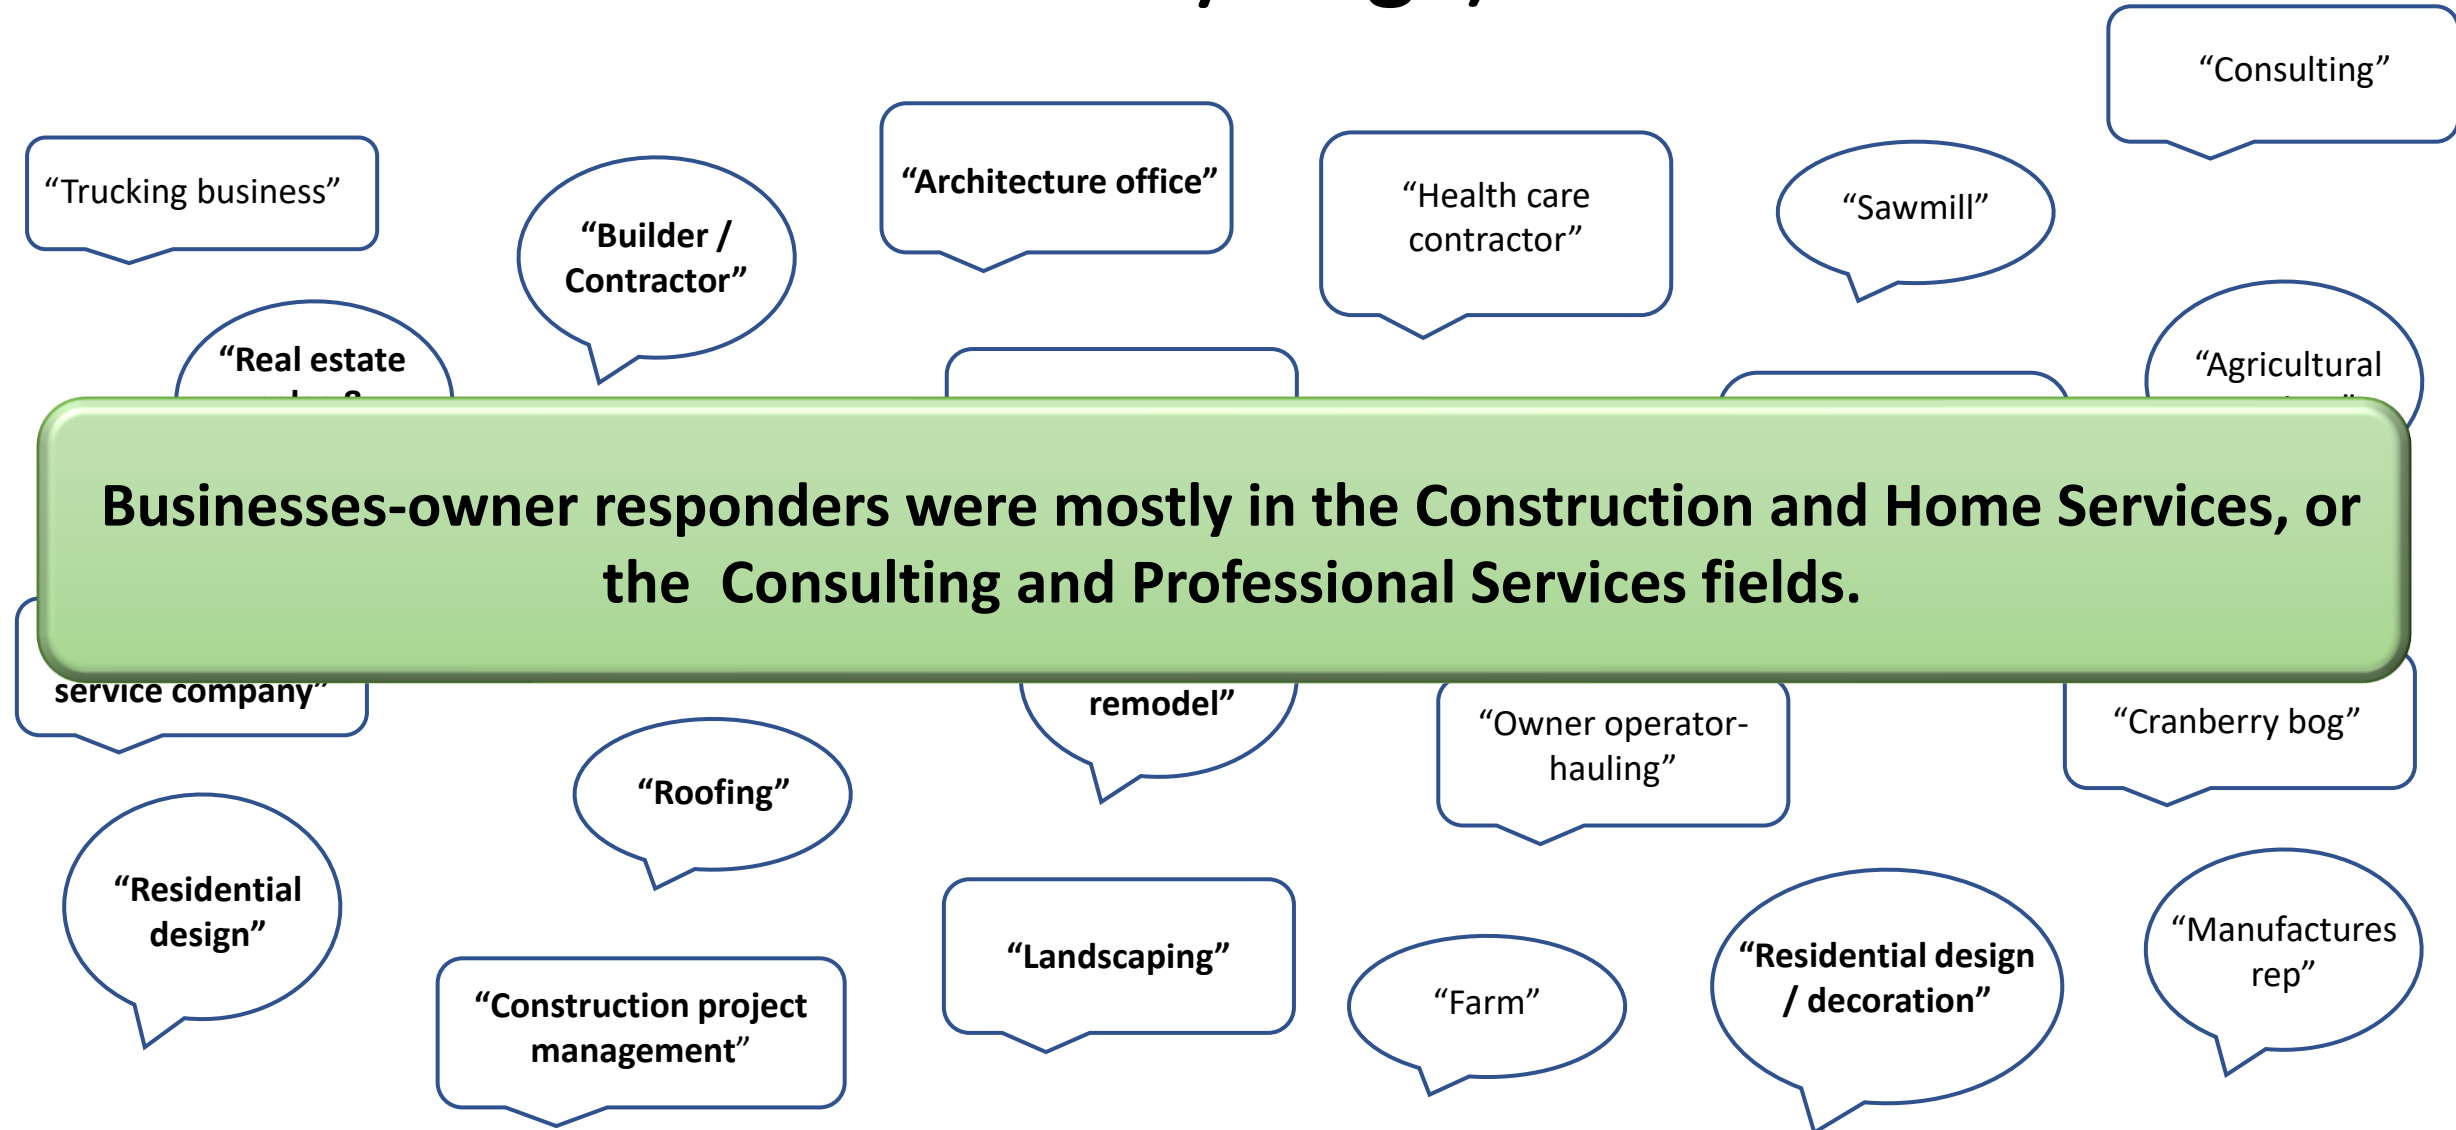 “Consulting”
“Trucking business”
“Builder /
Contractor”
“Architecture office”
“Health care
contractor”
“Sawmill”
“Real estate
“Agricultural
Businesses-owner responders were mostly in the Construction and Home Services, or
the  Consulting and Professional Services fields.
service company”
remodel”
“Owner operator-
hauling”
“Cranberry bog”
“Roofing”
“Residential
design”
“Construction project
management”
“Landscaping”
“Farm”
“Residential design
/ decoration”
“Manufactures
rep”